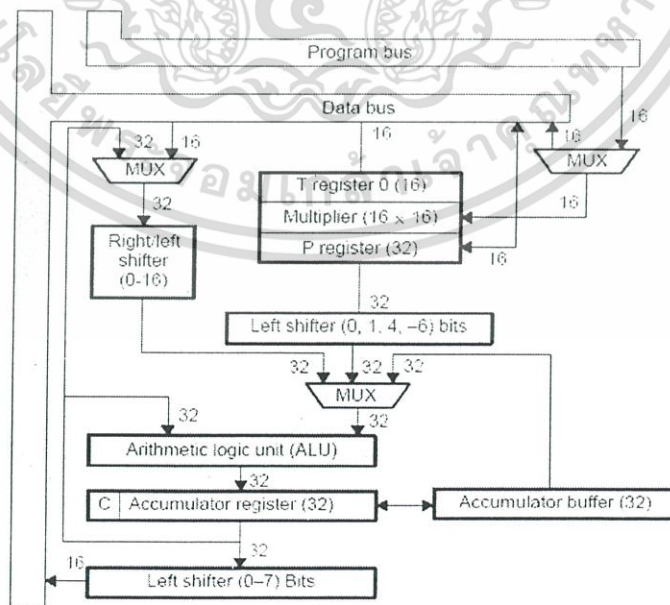 Program bus
Data bus
32
16
16
16
16
MUX
MUX
32
16
T register 0 (16)
Multiplier (16 x 16)
P register (32)
16
Right/left
shifter
(0-16)
32
Left shifter (0, 1, 4, –6) bits
32
32
32
MUX
32
32
Arithmetic logic unit (ALU)
32
C
Accumulator register (32)
Accumulator buffer (32)
32
16
Left shifter (0–7) Bits